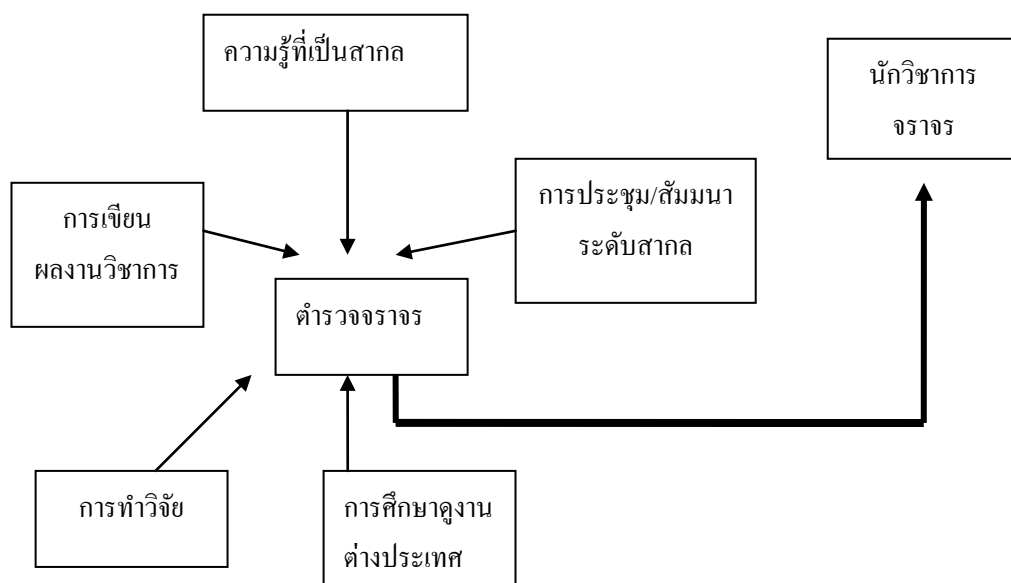 ความรู้ที่เป็นสากล
นักวิชาการ
จราจร
การประชุม/สัมมนา
ระดับสากล
การเขียน
ผลงานวิชาการ
ตำรวจจราจร
การทำวิจัย
การศึกษาดูงาน
ต่างประเทศ